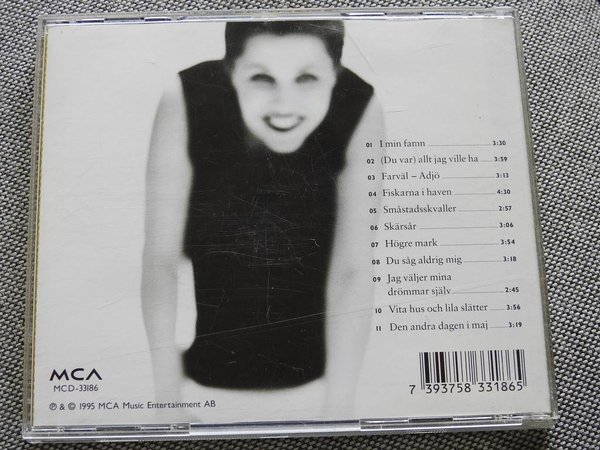 01 I min famn 3:30
02 (Du var) allt jag ville ha 3:59
03 Farväl – Adjö 3:13
04 Fiskarna i haven 4:30
05 Småstadsskvaller 2:57
06 Skärsår 3:06
07 Högre mark 3:54
08 Du såg aldrig mig 3:18
09 Jag väljer mina
drömmar själv 2:45
10 Vita hus och lila slätter 3:56
11 Den andra dagen i maj 3:19
MCA
MCD-33186
℗ & © 1995 MCA Music Entertainment AB
7 393758 331865